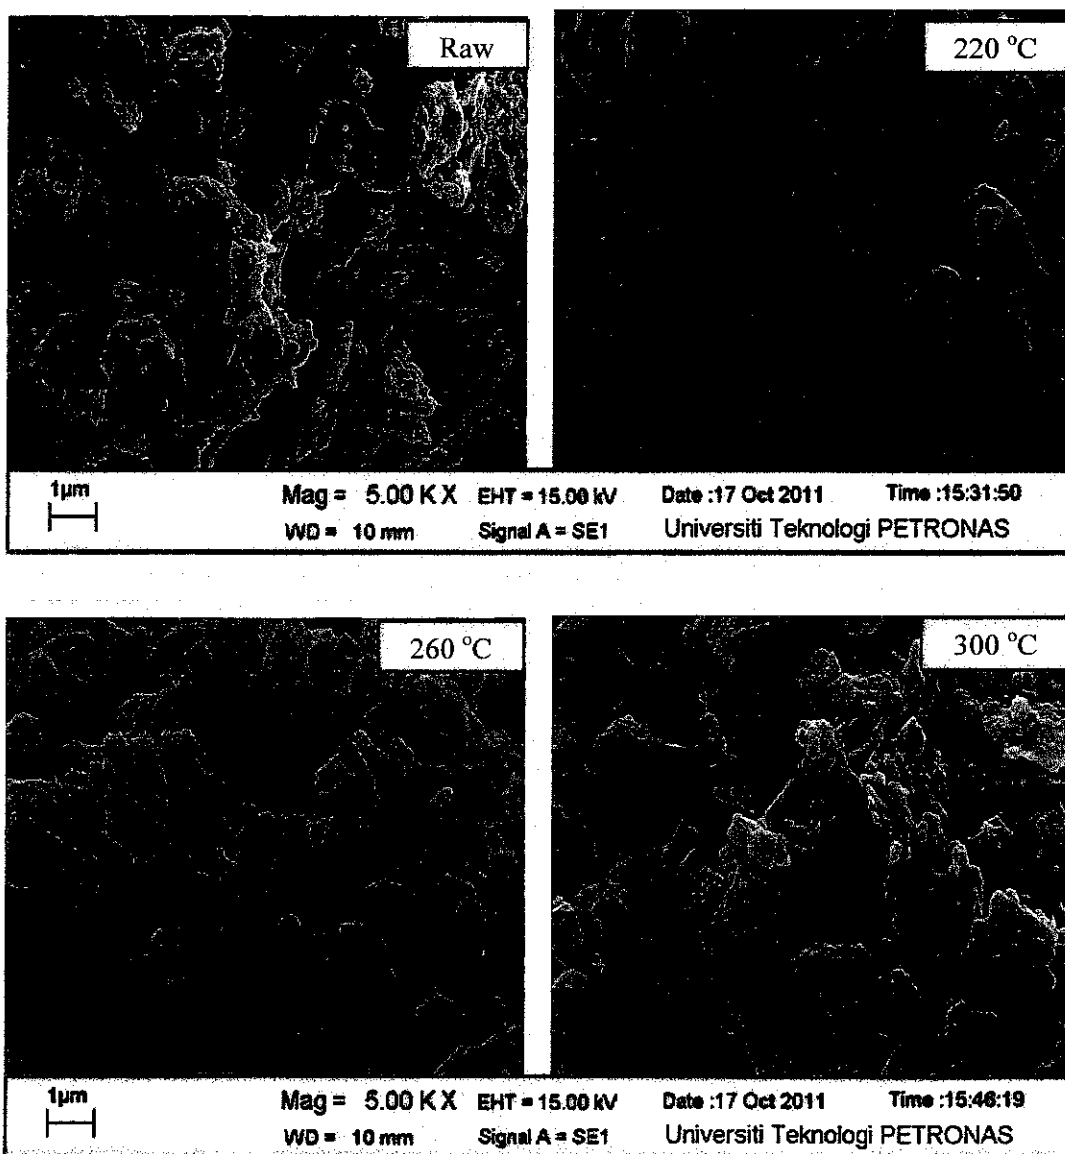 Raw
220 °C
1µm
Mag = 5.00 K X EHT = 15.00 kV Date :17 Oct 2011 Time :15:31:50
WD = 10 mm Signal A = SE1 Universiti Teknologi PETRONAS
260 °C
300 °C
1µm
Mag = 5.00 K X EHT = 15.00 kV Date :17 Oct 2011 Time :15:46:19
WD = 10 mm Signal A = SE1 Universiti Teknologi PETRONAS